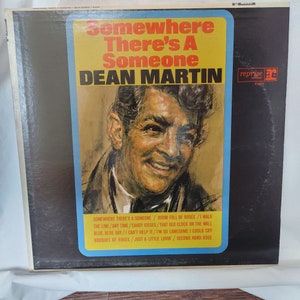 Somewhere
There's A
Someone
DEAN MARTIN
reprise
SOMEWHERE THERE'S A SOMEONE / ROOM FULL OF ROSES / I WALK
THE LINE / ANY TIME / CANDY KISSES / THAT OLD CLOCK ON THE WALL
BLUE, BLUE DAY / I CAN'T HELP IT / I'M SO LONESOME I COULD CRY
BOUQUET OF ROSES / JUST A LITTLE LOVIN' / SECOND HAND ROSE